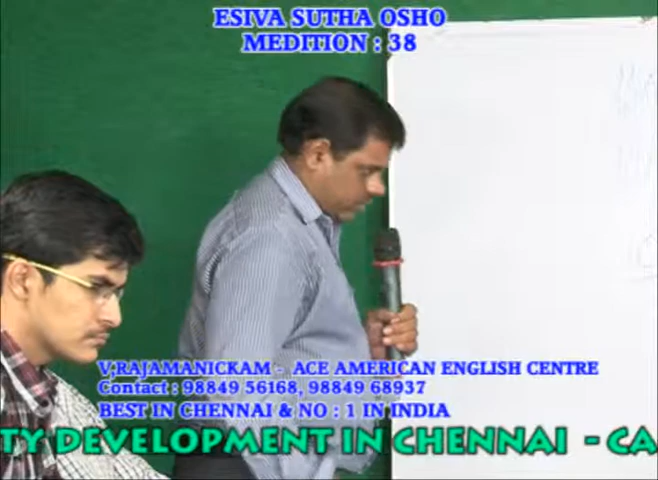 ESIVA SUTHA OSHO
MEDITION : 38
V.RAJAMANICKAM - ACE AMERICAN ENGLISH CENTRE
Contact : 98849 56168, 98849 68937
BEST IN CHENNAI & NO : 1 IN INDIA
TY DEVELOPMENT IN CHENNAI - CA